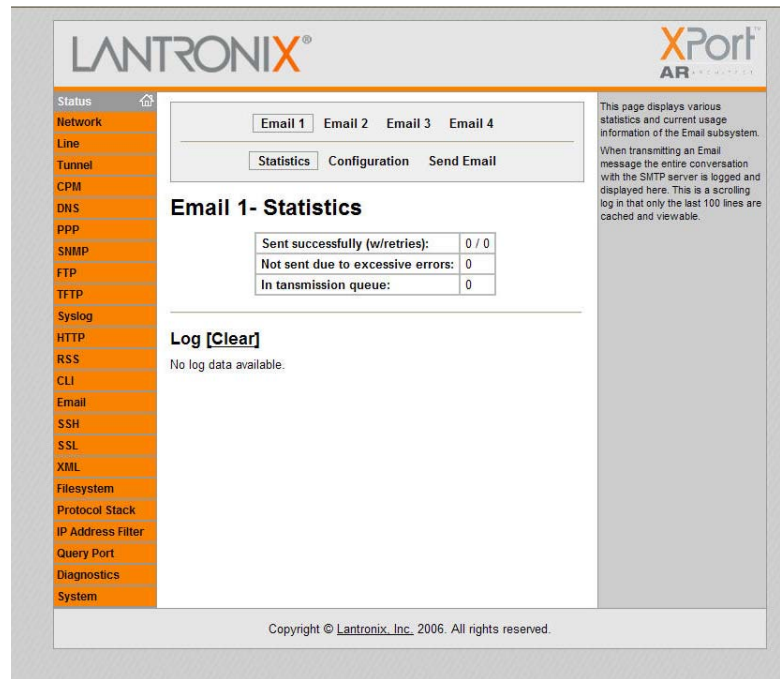 LANTRONIX®
XPort™
AR
Status
Network
Line
Tunnel
CPM
DNS
PPP
SNMP
FTP
TFTP
Syslog
HTTP
RSS
CLI
Email
SSH
SSL
XML
Filesystem
Protocol Stack
IP Address Filter
Query Port
Diagnostics
System
Email 1 Email 2 Email 3 Email 4
Statistics Configuration Send Email
Email 1- Statistics
Sent successfully (w/retries): 0 / 0
Not sent due to excessive errors: 0
In tansmission queue: 0
Log [Clear]
No log data available.
This page displays various
statistics and current usage
information of the Email subsystem.
When transmitting an Email
message the entire conversation
with the SMTP server is logged and
displayed here. This is a scrolling
log in that only the last 100 lines are
cached and viewable.
Copyright © Lantronix, Inc. 2006. All rights reserved.